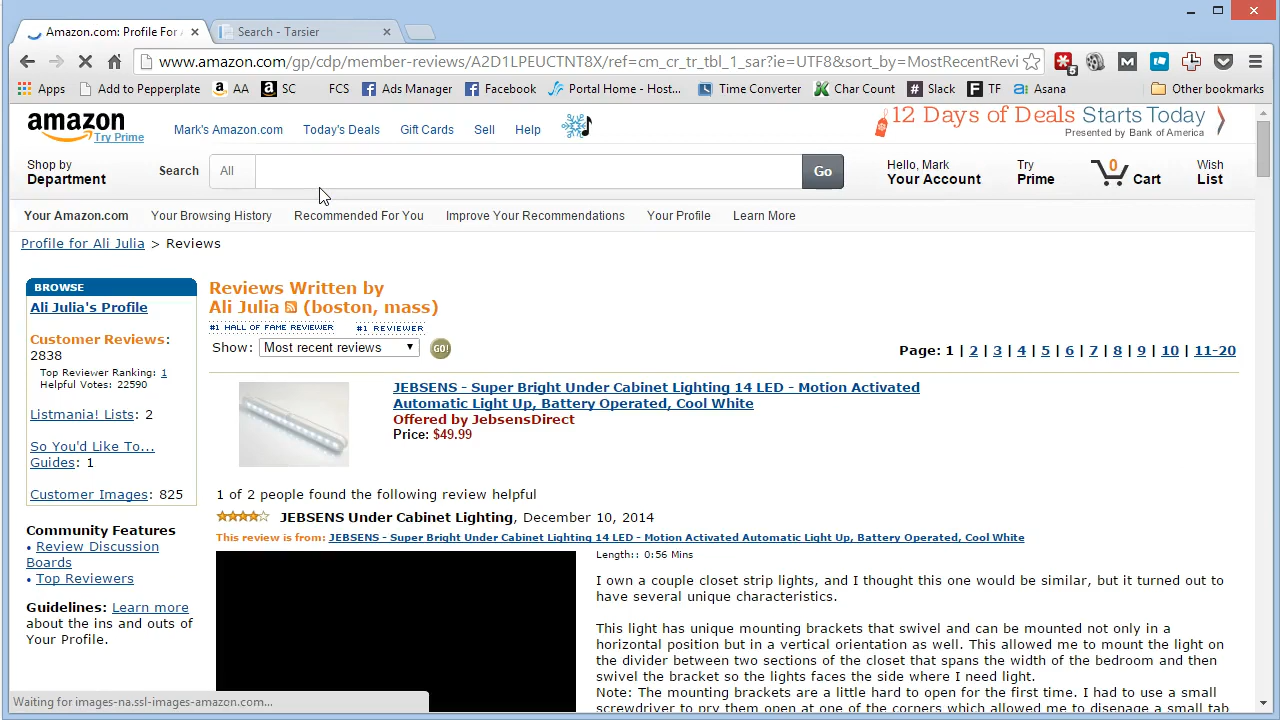 Amazon.com: Profile For
Search - Tarsier
www.amazon.com/gp/cdp/member-reviews/A2D1LPEUCTNT8X/ref=cm_cr_tr_tbl_1_sar?ie=UTF8&sort_by=MostRecentRevi
5
Apps Add to Pepperplate AA SC FCS Ads Manager Facebook Portal Home - Host... Time Converter Char Count Slack TF Asana Other bookmarks
amazon
Try Prime
Mark's Amazon.com Today's Deals Gift Cards Sell Help
12 Days of Deals Starts Today
Presented by Bank of America
Shop by
Department
Search All Go
Hello, Mark
Your Account
Try
Prime
0
Cart
Wish
List
Your Amazon.com Your Browsing History Recommended For You Improve Your Recommendations Your Profile Learn More
Profile for Ali Julia > Reviews
BROWSE
Ali Julia's Profile
Customer Reviews:
2838
Top Reviewer Ranking: 1
Helpful Votes: 22590
Listmania! Lists: 2
So You'd Like To...
Guides: 1
Customer Images: 825
Community Features
• Review Discussion
Boards
• Top Reviewers
Guidelines: Learn more
about the ins and outs of
Your Profile.
Reviews Written by
Ali Julia (boston, mass)
#1 HALL OF FAME REVIEWER #1 REVIEWER
Show: Most recent reviews GO!
Page: 1 | 2 | 3 | 4 | 5 | 6 | 7 | 8 | 9 | 10 | 11-20
JEBSENS - Super Bright Under Cabinet Lighting 14 LED - Motion Activated
Automatic Light Up, Battery Operated, Cool White
Offered by JebsensDirect
Price: $49.99
1 of 2 people found the following review helpful
JEBSENS Under Cabinet Lighting, December 10, 2014
This review is from: JEBSENS - Super Bright Under Cabinet Lighting 14 LED - Motion Activated Automatic Light Up, Battery Operated, Cool White
Length:: 0:56 Mins
I own a couple closet strip lights, and I thought this one would be similar, but it turned out to
have several unique characteristics.
This light has unique mounting brackets that swivel and can be mounted not only in a
horizontal position but in a vertical orientation as well. This allowed me to mount the light on
the divider between two sections of the closet that spans the width of the bedroom and then
swivel the bracket so the lights faces the side where I need light.
Note: The mounting brackets are a little hard to open for the first time. I had to use a small
screwdriver to pry them open at one of the corners which allowed me to disengage a small tab
Waiting for images-na.ssl-images-amazon.com...